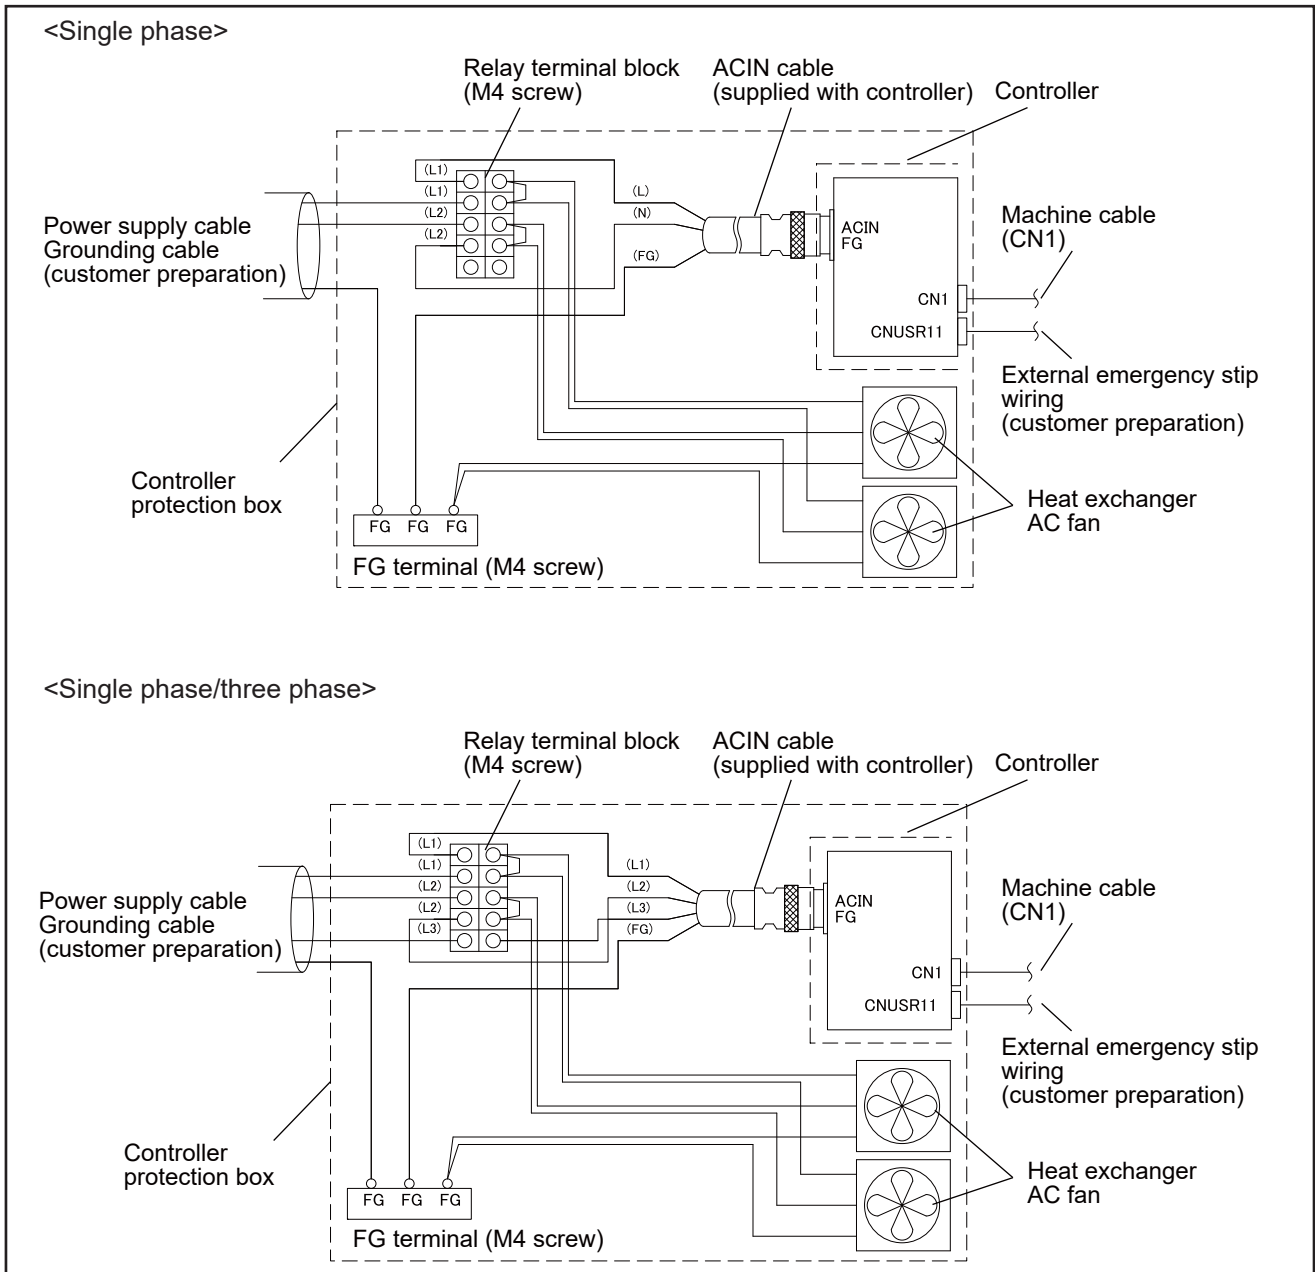 <Single phase>
Relay terminal block
(M4 screw)
ACIN cable
(supplied with controller)
Controller
(L1)
(L1)
(L2)
(L2)
(L)
(N)
(FG)
Power supply cable
Grounding cable
(customer preparation)
ACIN
FG
CN1
CNUSR11
Machine cable
(CN1)
External emergency stip
wiring
(customer preparation)
Controller
protection box
Heat exchanger
AC fan
FG FG FG
FG terminal (M4 screw)
<Single phase/three phase>
Relay terminal block
(M4 screw)
ACIN cable
(supplied with controller)
Controller
(L1)
(L1)
(L2)
(L2)
(L3)
(L1)
(L2)
(L3)
(FG)
Power supply cable
Grounding cable
(customer preparation)
ACIN
FG
CN1
CNUSR11
Machine cable
(CN1)
External emergency stip
wiring
(customer preparation)
Controller
protection box
Heat exchanger
AC fan
FG FG FG
FG terminal (M4 screw)